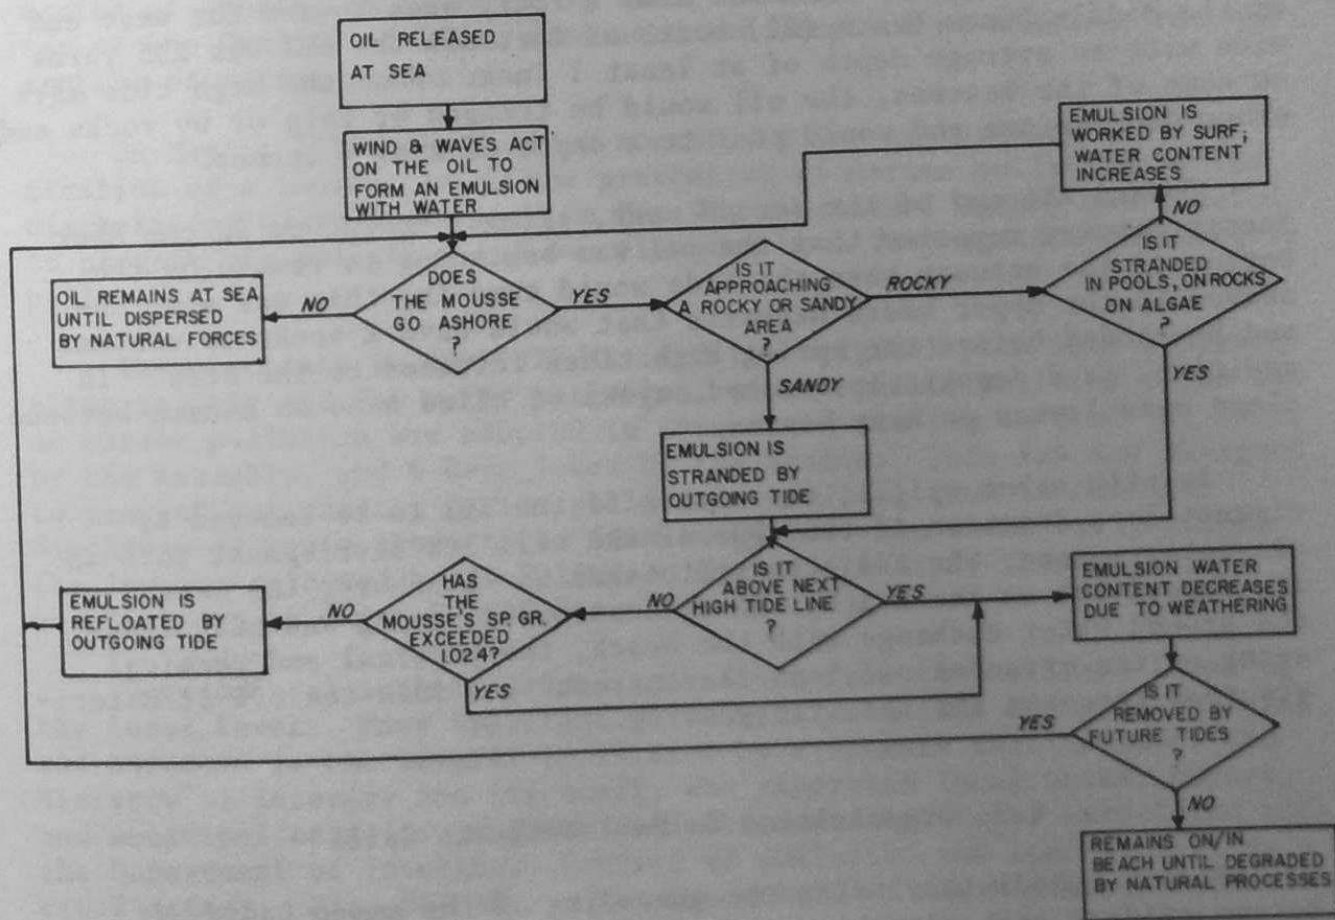 OIL RELEASED
AT SEA
WIND & WAVES ACT
ON THE OIL TO
FORM AN EMULSION
WITH WATER
EMULSION IS
WORKED BY SURF;
WATER CONTENT
INCREASES
NO
DOES
THE MOUSSE
GO ASHORE
?
NO
OIL REMAINS AT SEA
UNTIL DISPERSED
BY NATURAL FORCES
YES
IS IT
APPROACHING
A ROCKY OR SANDY
AREA
?
ROCKY
IS IT
STRANDED
IN POOLS, ON ROCKS
ON ALGAE
?
SANDY
YES
EMULSION IS
STRANDED BY
OUTGOING TIDE
IS IT
ABOVE NEXT
HIGH TIDE LINE
?
NO
YES
HAS
THE
MOUSSE'S SP. GR.
EXCEEDED
1.024?
NO
YES
EMULSION IS
REFLOATED BY
OUTGOING TIDE
EMULSION WATER
CONTENT DECREASES
DUE TO WEATHERING
IS IT
REMOVED BY
FUTURE TIDES
?
YES
NO
REMAINS ON/IN
BEACH UNTIL DEGRADED
BY NATURAL PROCESSES